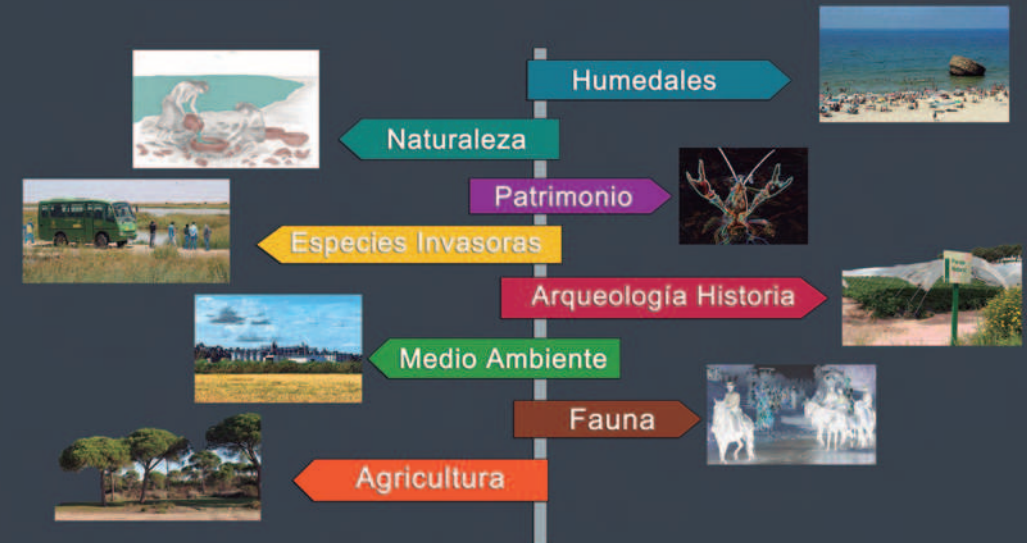 Humedales
Naturaleza
Patrimonio
Especies Invasoras
Arqueología Historia
Medio Ambiente
Fauna
Agricultura